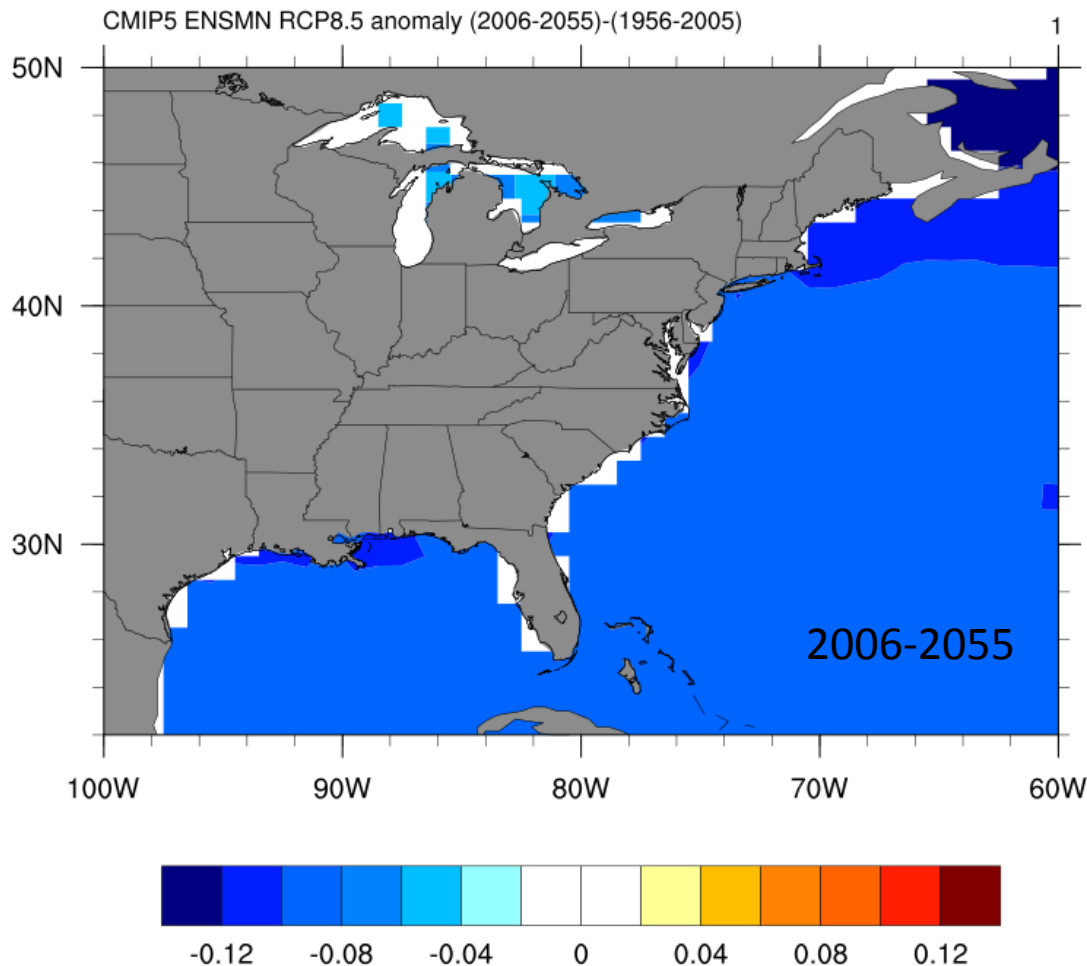 CMIP5 ENSMN RCP8.5 anomaly (2006-2055)-(1956-2005) 1
50N
40N
30N
2006-2055
100W 90W 80W 70W 60W
-0.12 -0.08 -0.04 0 0.04 0.08 0.12